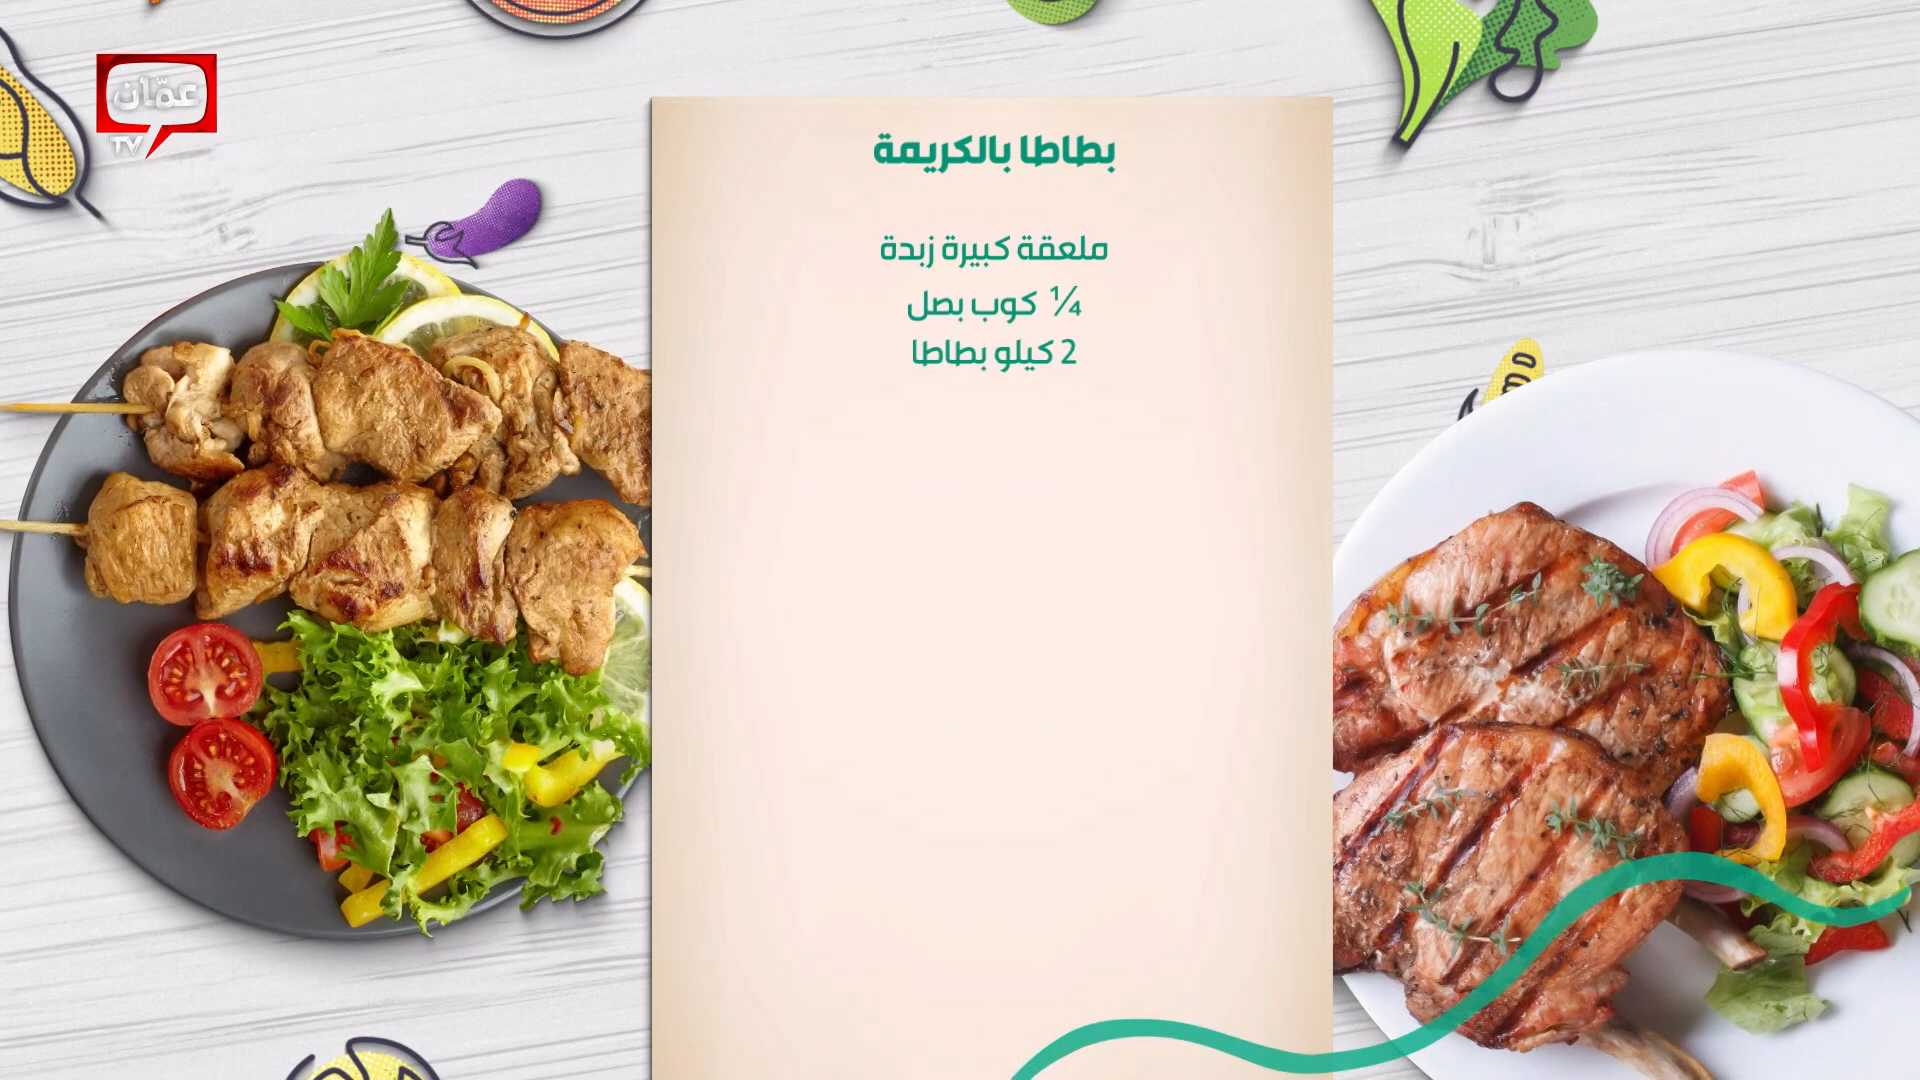 عمّان
TV
بطاطا بالكريمة
ملعقة كبيرة زبدة
¼ كوب بصل
2 كيلو بطاطا